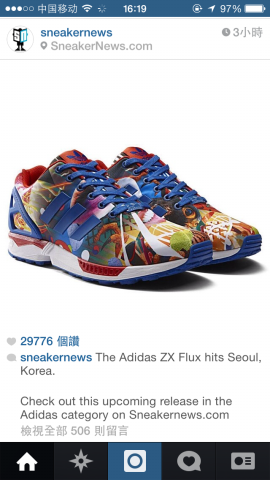 中国移动 16:19 97%
sneakernews 3小時
SneakerNews.com
29776 個讚
sneakernews The Adidas ZX Flux hits Seoul,
Korea.
Check out this upcoming release in the
Adidas category on Sneakernews.com
檢視全部 506 則留言